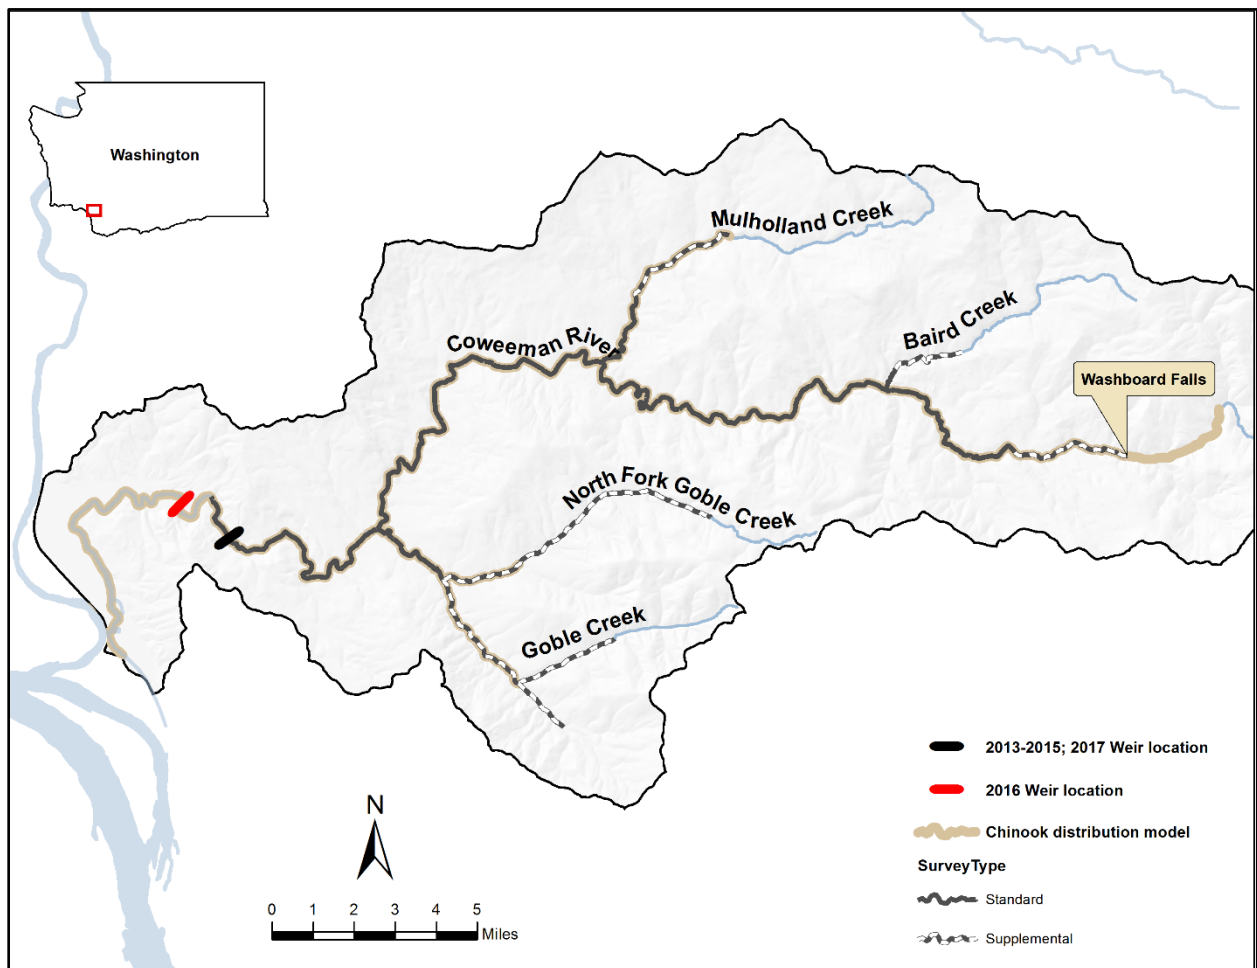 Washington
Mulholland Creek
Baird Creek
Coweeman River
Washboard Falls
North Fork Goble Creek
Goble Creek
2013-2015; 2017 Weir location
2016 Weir location
Chinook distribution model
SurveyType
Standard
Supplemental
N
0 1 2 3 4 5
Miles